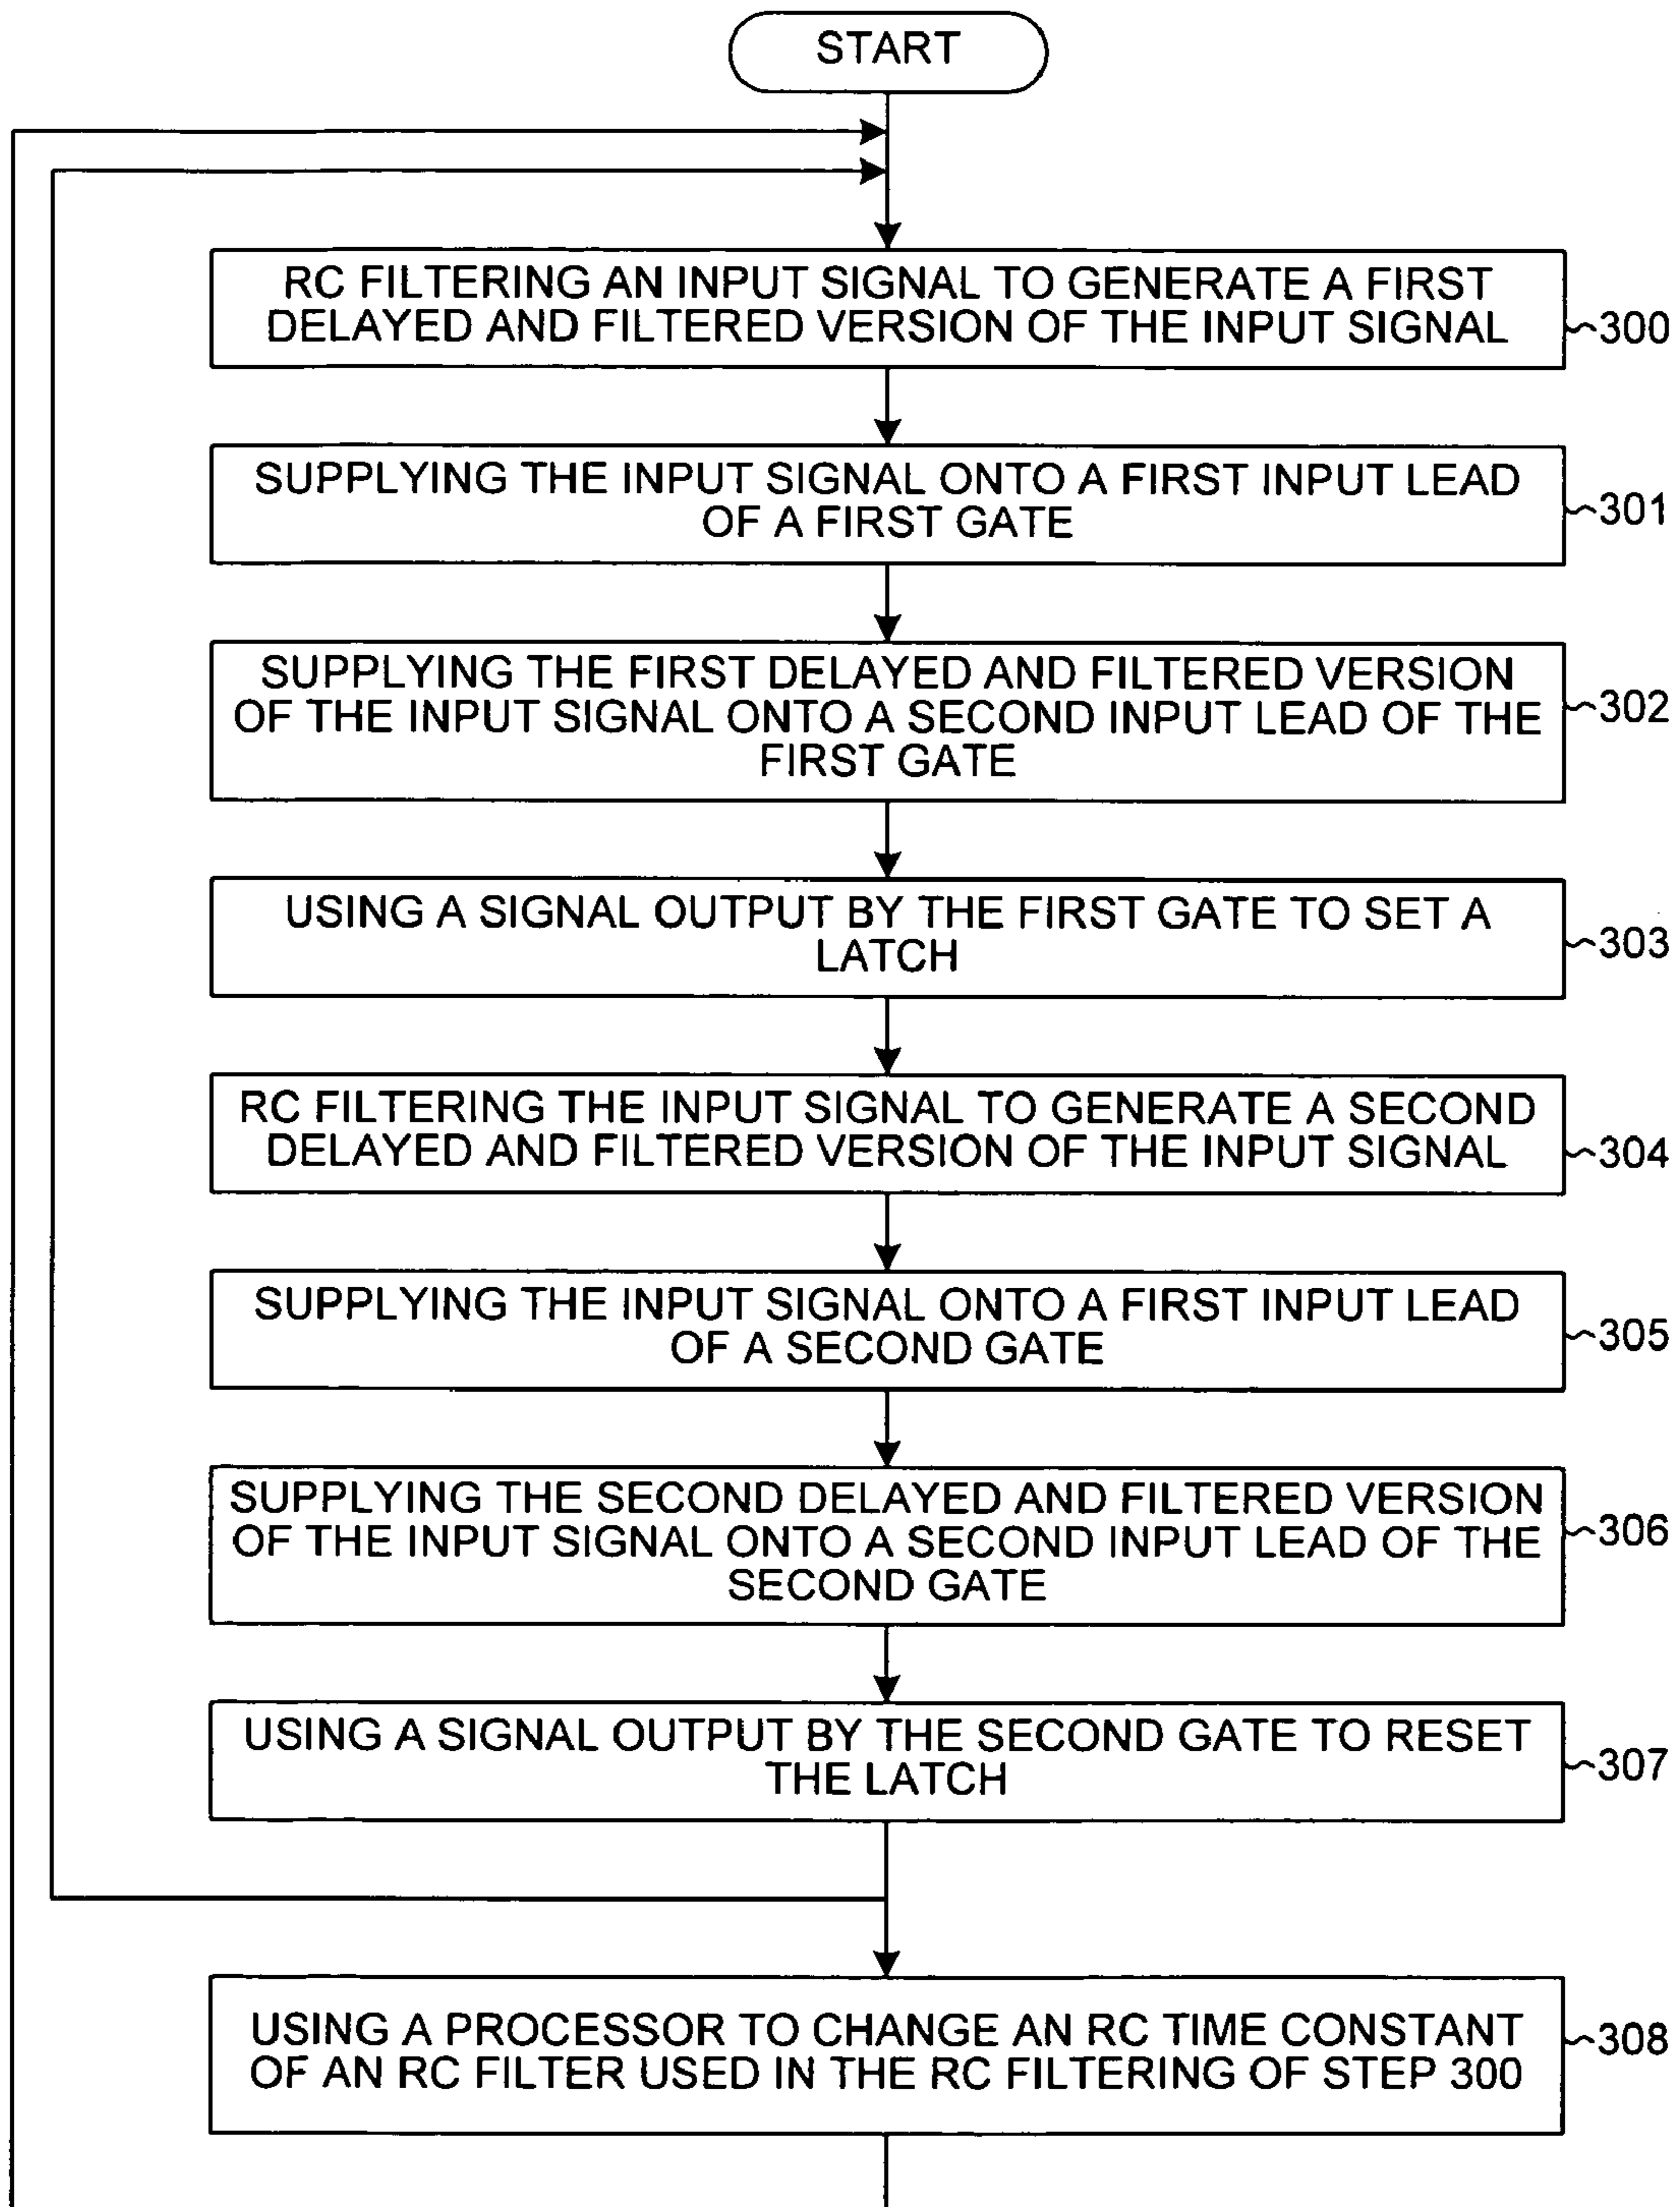 START
RC FILTERING AN INPUT SIGNAL TO GENERATE A FIRST
DELAYED AND FILTERED VERSION OF THE INPUT SIGNAL
300
SUPPLYING THE INPUT SIGNAL ONTO A FIRST INPUT LEAD
OF A FIRST GATE
301
SUPPLYING THE FIRST DELAYED AND FILTERED VERSION
OF THE INPUT SIGNAL ONTO A SECOND INPUT LEAD OF THE
FIRST GATE
302
USING A SIGNAL OUTPUT BY THE FIRST GATE TO SET A
LATCH
303
RC FILTERING THE INPUT SIGNAL TO GENERATE A SECOND
DELAYED AND FILTERED VERSION OF THE INPUT SIGNAL
304
SUPPLYING THE INPUT SIGNAL ONTO A FIRST INPUT LEAD
OF A SECOND GATE
305
SUPPLYING THE SECOND DELAYED AND FILTERED VERSION
OF THE INPUT SIGNAL ONTO A SECOND INPUT LEAD OF THE
SECOND GATE
306
USING A SIGNAL OUTPUT BY THE SECOND GATE TO RESET
THE LATCH
307
USING A PROCESSOR TO CHANGE AN RC TIME CONSTANT
OF AN RC FILTER USED IN THE RC FILTERING OF STEP 300
308